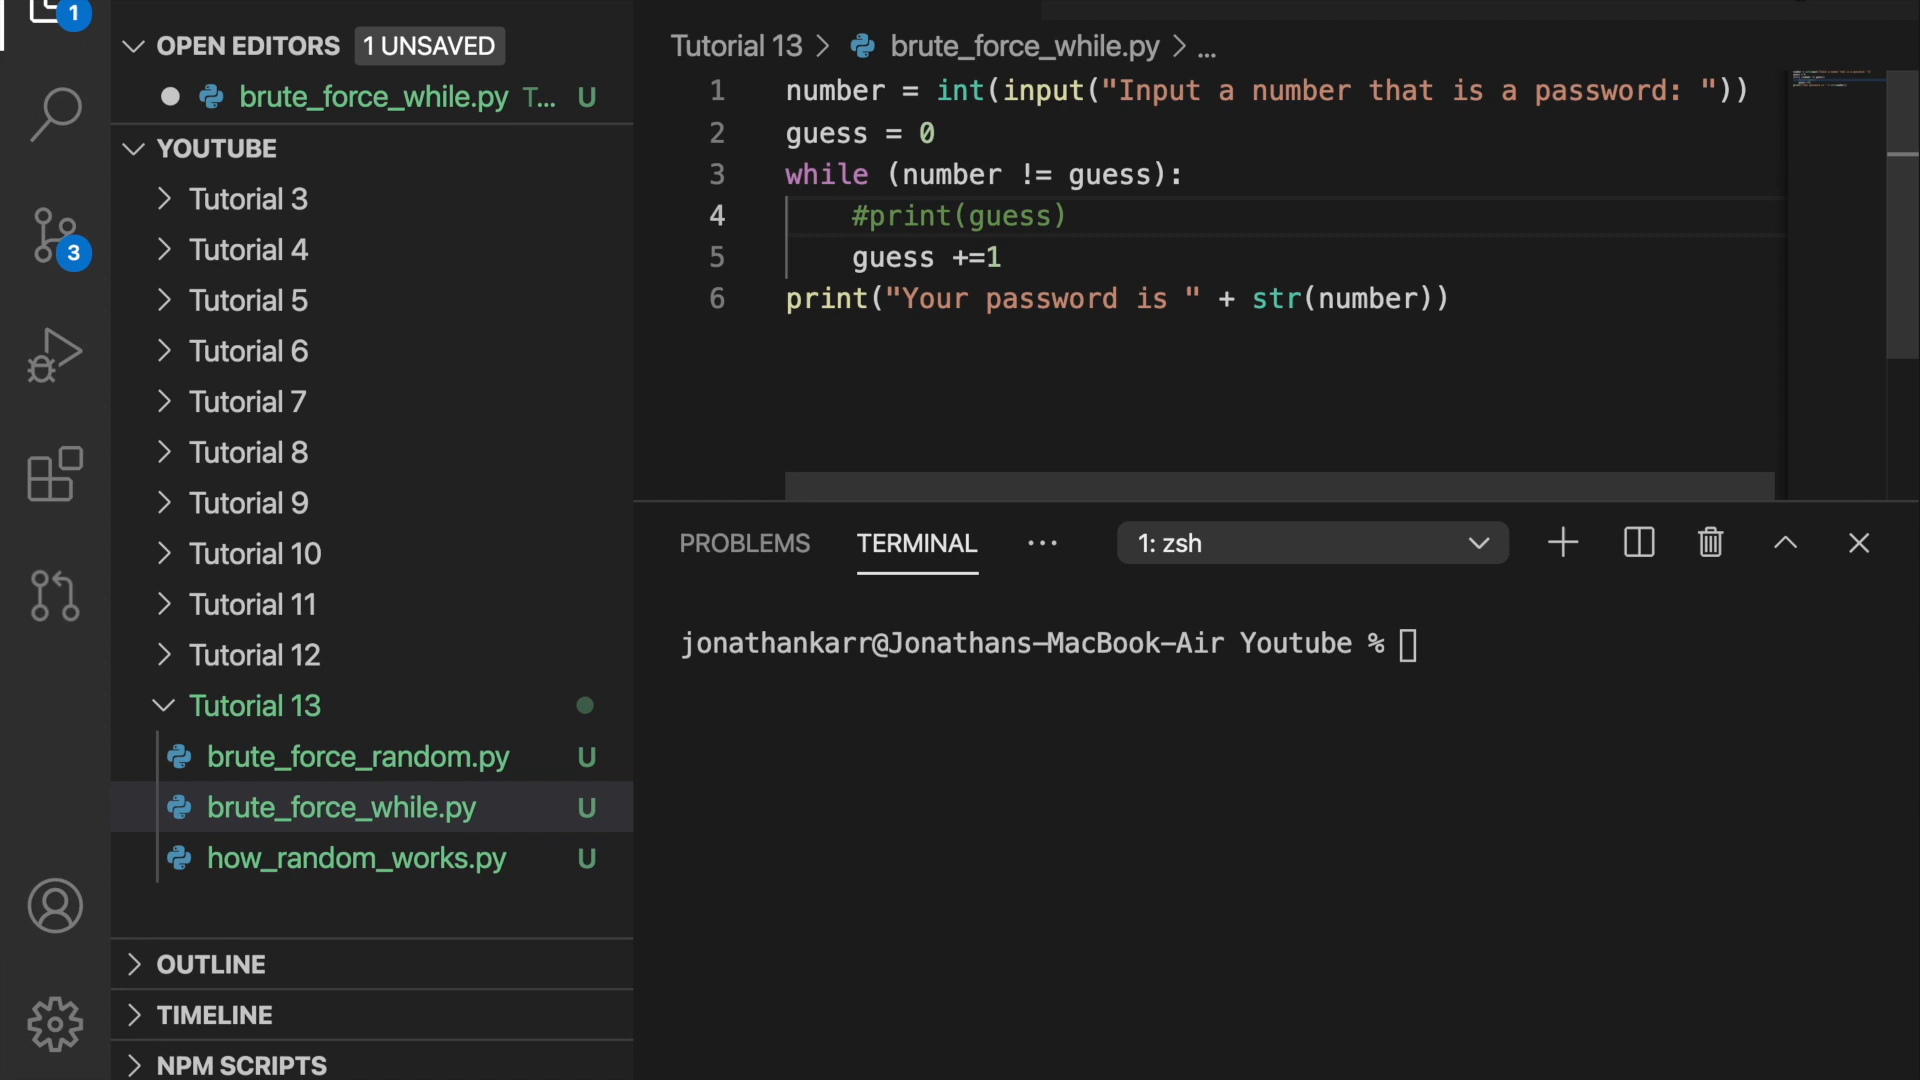 1
OPEN EDITORS 1 UNSAVED
brute_force_while.py T... U
YOUTUBE
Tutorial 3
Tutorial 4
Tutorial 5
Tutorial 6
Tutorial 7
Tutorial 8
Tutorial 9
Tutorial 10
Tutorial 11
Tutorial 12
Tutorial 13
brute_force_random.py U
brute_force_while.py U
how_random_works.py U
OUTLINE
TIMELINE
NPM SCRIPTS
3
Tutorial 13 > brute_force_while.py > ...
1 number = int(input("Input a number that is a password: "))
2 guess = 0
3 while (number != guess):
4 #print(guess)
5 guess +=1
6 print("Your password is " + str(number))
PROBLEMS TERMINAL ... 1: zsh
jonathankarr@Jonathans-MacBook-Air Youtube %